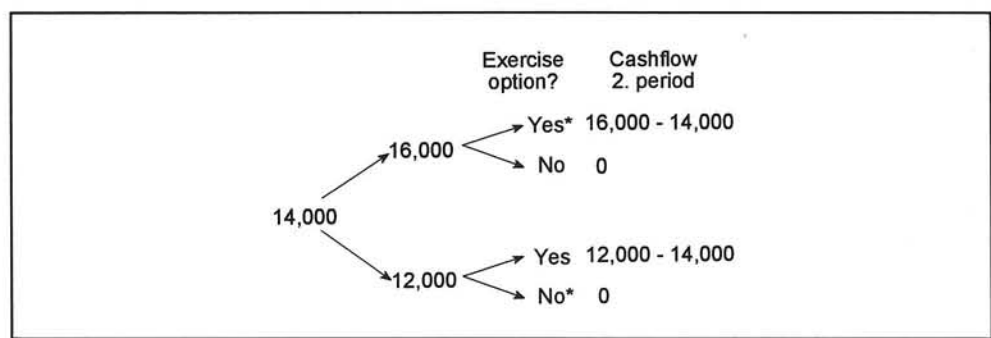 Exercise option?
Cashflow 2. period
16,000
Yes* 16,000 - 14,000
No 0
14,000
12,000
Yes 12,000 - 14,000
No* 0